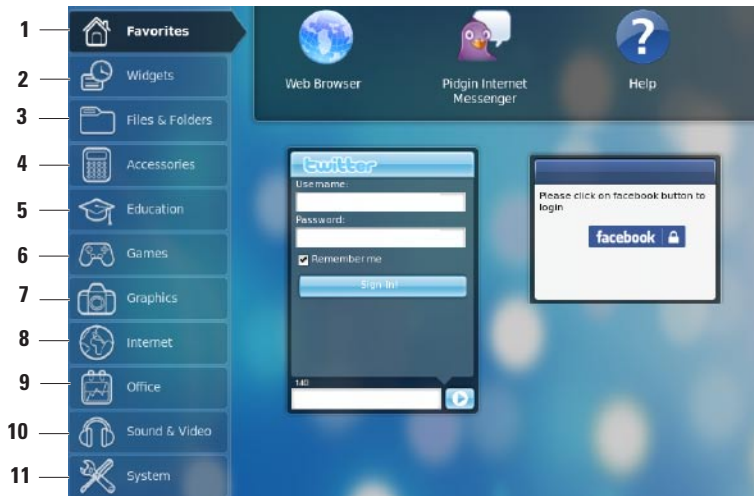 1
Favorites
2
Widgets
3
Files & Folders
4
Accessories
5
Education
6
Games
7
Graphics
8
Internet
9
Office
10
Sound & Video
11
System
Web Browser
Pidgin Internet
Messenger
Help
twitter
Username:
Password:
Remember me
Sign In!
140
Please click on facebook button to
login
facebook